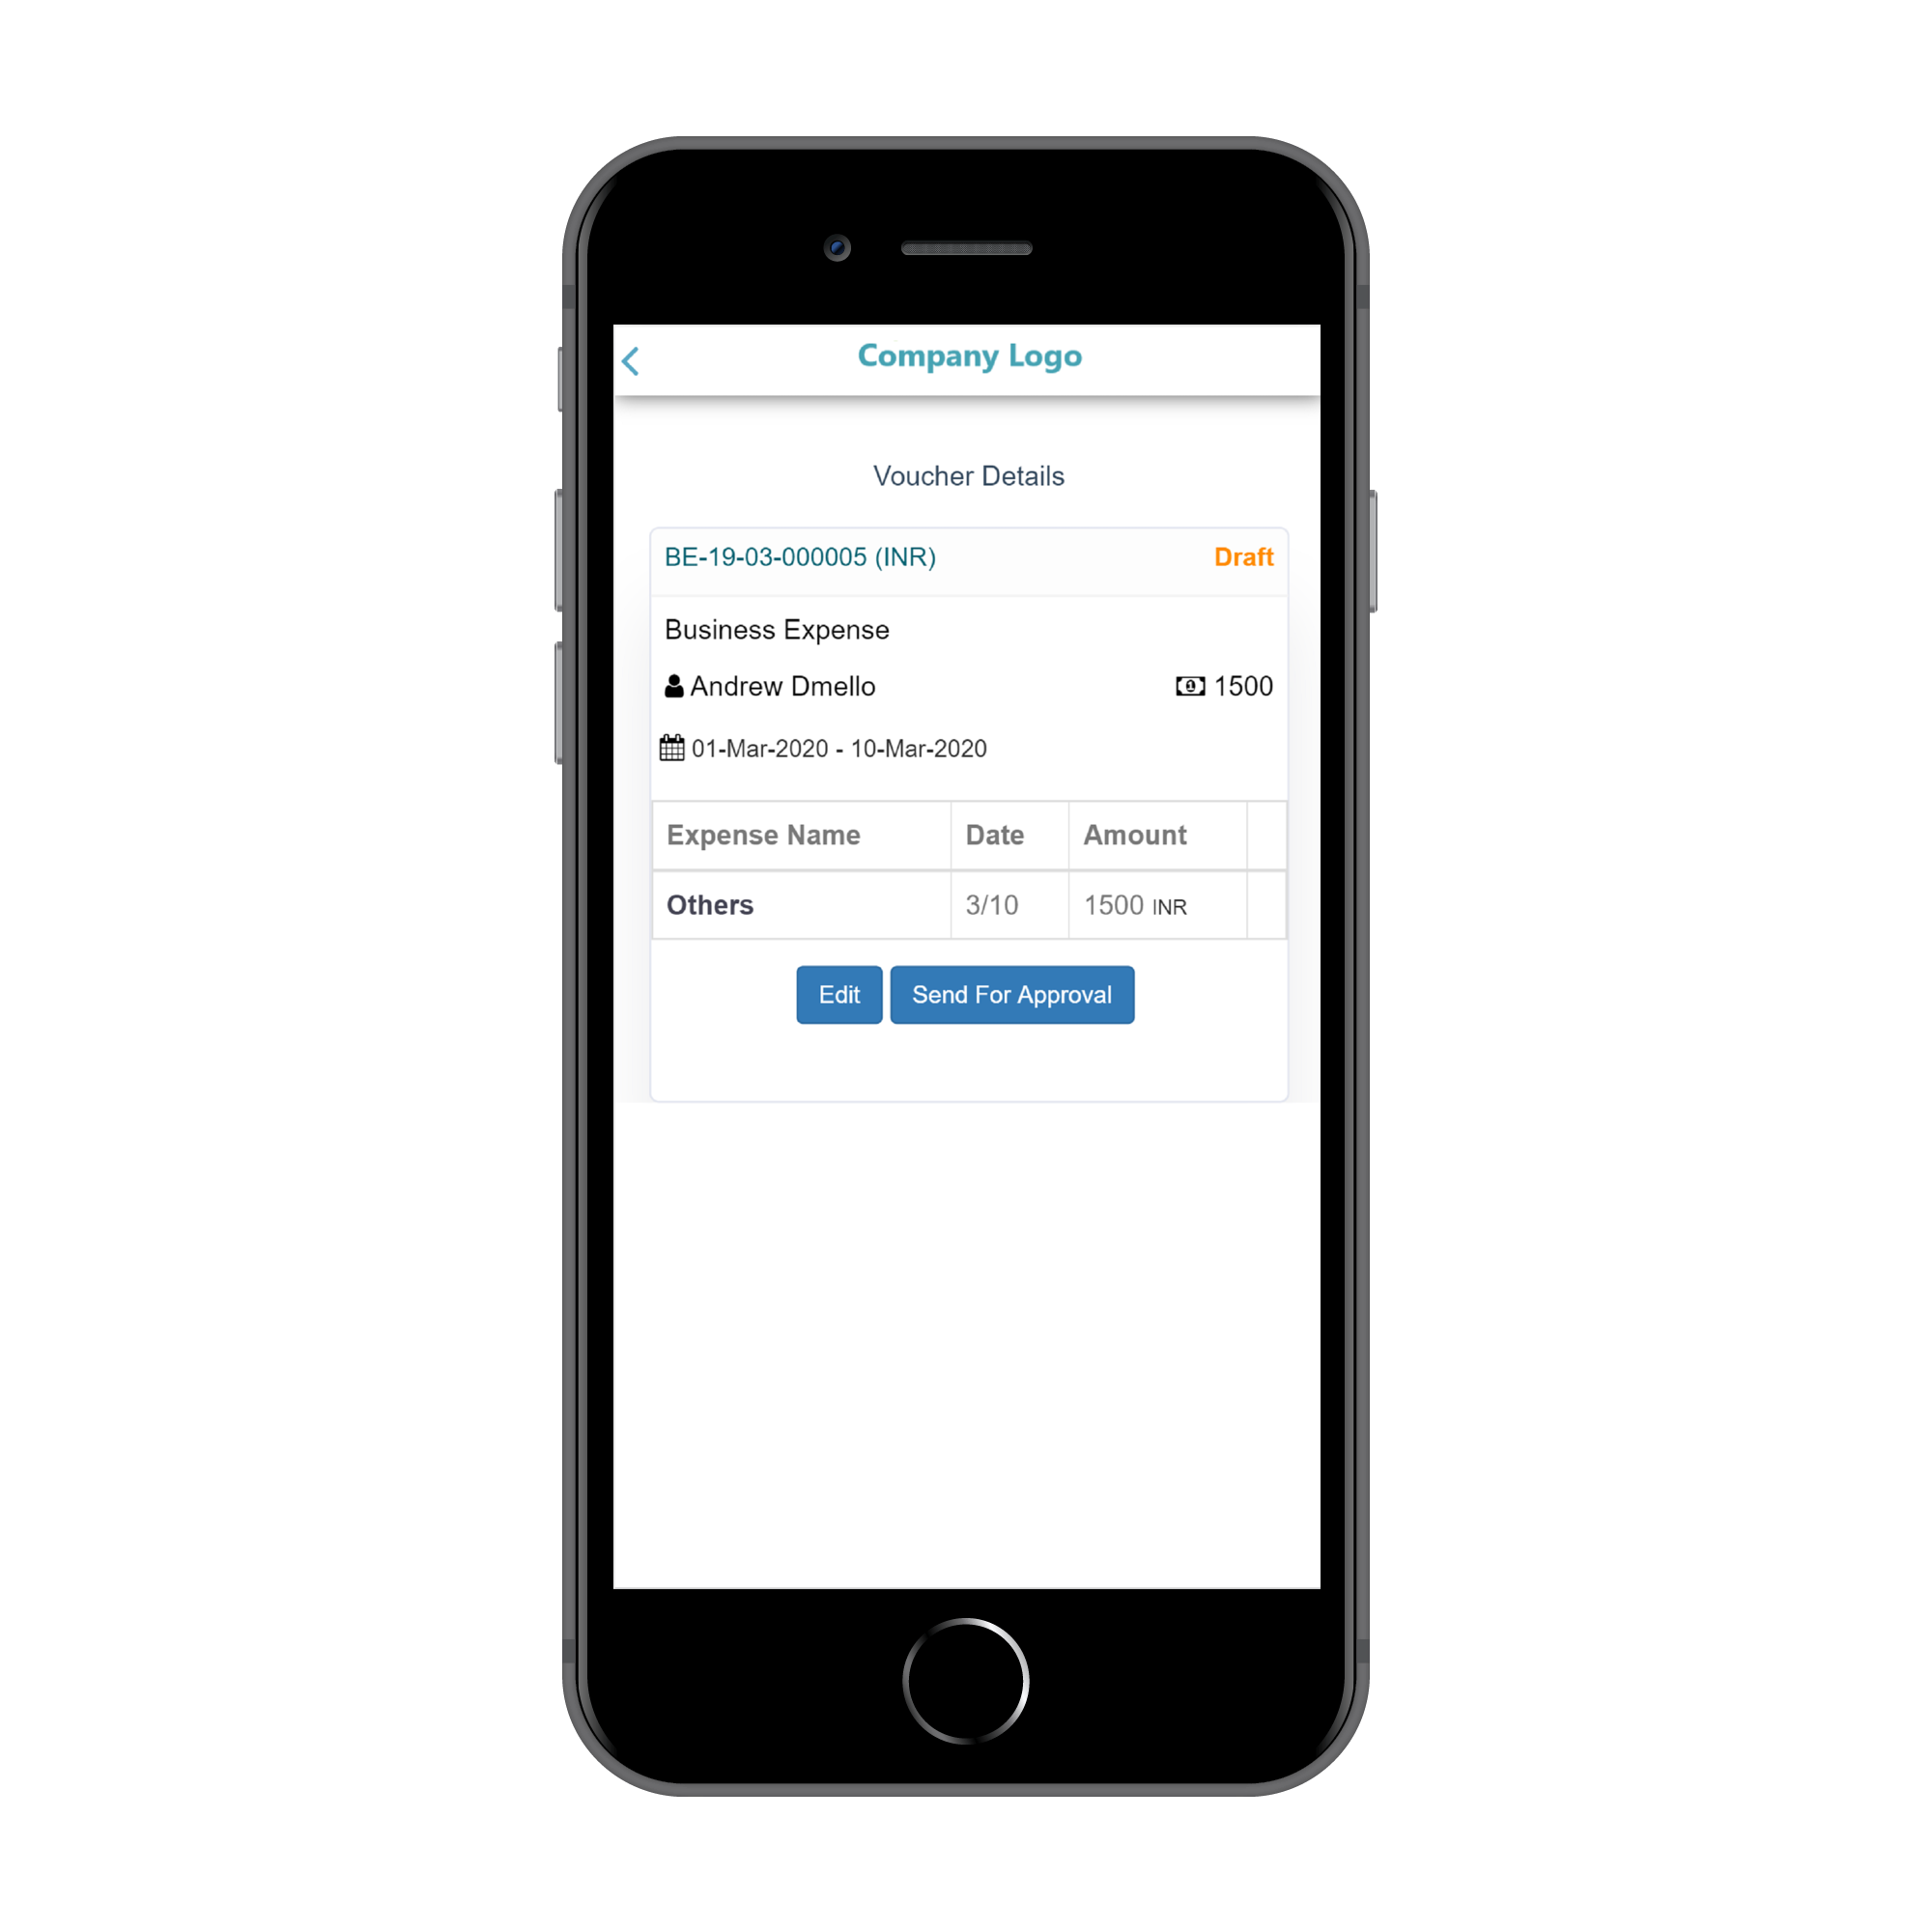 Company Logo
Voucher Details
BE-19-03-000005 (INR) Draft
Business Expense
Andrew Dmello 1500
01-Mar-2020 - 10-Mar-2020
Expense Name Date Amount
Others 3/10 1500 INR
Edit Send For Approval